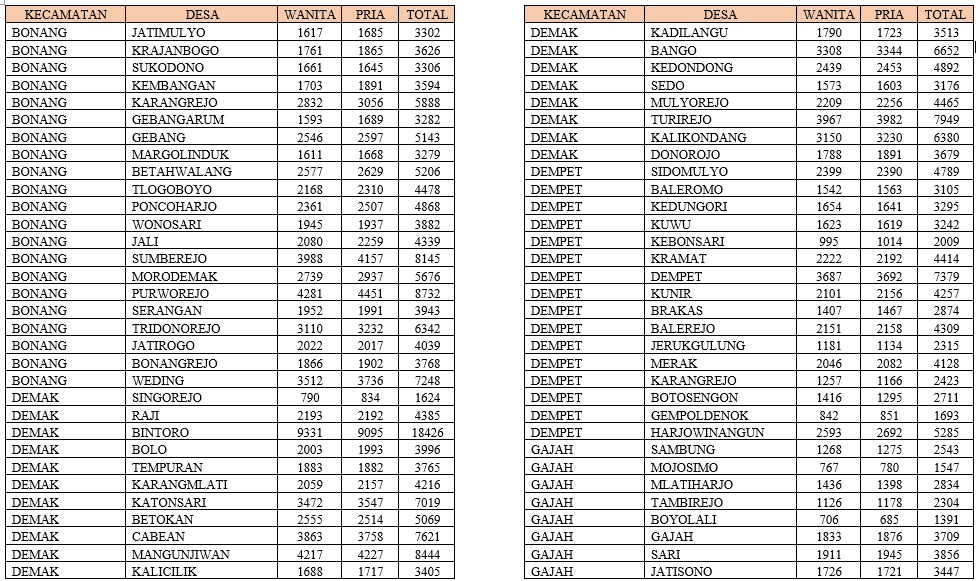 KECAMATAN DESA WANITA PRIA TOTAL
BONANG JATIMULYO 1617 1685 3302
BONANG KRAJANBOGO 1761 1865 3626
BONANG SUKODONO 1661 1645 3306
BONANG KEMBANGAN 1703 1891 3594
BONANG KARANGREJO 2832 3056 5888
BONANG GEBANGARUM 1593 1689 3282
BONANG GEBANG 2546 2597 5143
BONANG MARGOLINDUK 1611 1668 3279
BONANG BETAHWALANG 2577 2629 5206
BONANG TLOGOBOYO 2168 2310 4478
BONANG PONCOHARJO 2361 2507 4868
BONANG WONOSARI 1945 1937 3882
BONANG JALI 2080 2259 4339
BONANG SUMBEREJO 3988 4157 8145
BONANG MORODEMAK 2739 2937 5676
BONANG PURWOREJO 4281 4451 8732
BONANG SERANGAN 1952 1991 3943
BONANG TRIDONOREJO 3110 3232 6342
BONANG JATIROGO 2022 2017 4039
BONANG BONANGREJO 1866 1902 3768
BONANG WEDING 3512 3736 7248
DEMAK SINGOREJO 790 834 1624
DEMAK RAJI 2193 2192 4385
DEMAK BINTORO 9331 9095 18426
DEMAK BOLO 2003 1993 3996
DEMAK TEMPURAN 1883 1882 3765
DEMAK KARANGMLATI 2059 2157 4216
DEMAK KATONSARI 3472 3547 7019
DEMAK BETOKAN 2555 2514 5069
DEMAK CABEAN 3863 3758 7621
DEMAK MANGUNJIWAN 4217 4227 8444
DEMAK KALICILIK 1688 1717 3405
KECAMATAN DESA WANITA PRIA TOTAL
DEMAK KADILANGU 1790 1723 3513
DEMAK BANGO 3308 3344 6652
DEMAK KEDONDONG 2439 2453 4892
DEMAK SEDO 1573 1603 3176
DEMAK MULYOREJO 2209 2256 4465
DEMAK TURIREJO 3967 3982 7949
DEMAK KALIKONDANG 3150 3230 6380
DEMAK DONOROJO 1788 1891 3679
DEMPET SIDOMULYO 2399 2390 4789
DEMPET BALEROMO 1542 1563 3105
DEMPET KEDUNGORI 1654 1641 3295
DEMPET KUWU 1623 1619 3242
DEMPET KEBONSARI 995 1014 2009
DEMPET KRAMAT 2222 2192 4414
DEMPET DEMPET 3687 3692 7379
DEMPET KUNIR 2101 2156 4257
DEMPET BRAKAS 1407 1467 2874
DEMPET BALEREJO 2151 2158 4309
DEMPET JERUKGULUNG 1181 1134 2315
DEMPET MERAK 2046 2082 4128
DEMPET KARANGREJO 1257 1166 2423
DEMPET BOTOSENGON 1416 1295 2711
DEMPET GEMPOLDENOK 842 851 1693
DEMPET HARJOWINANGUN 2593 2692 5285
GAJAH SAMBUNG 1268 1275 2543
GAJAH MOJOSIMO 767 780 1547
GAJAH MLATIHARJO 1436 1398 2834
GAJAH TAMBIREJO 1126 1178 2304
GAJAH BOYOLALI 706 685 1391
GAJAH GAJAH 1833 1876 3709
GAJAH SARI 1911 1945 3856
GAJAH JATISONO 1726 1721 3447